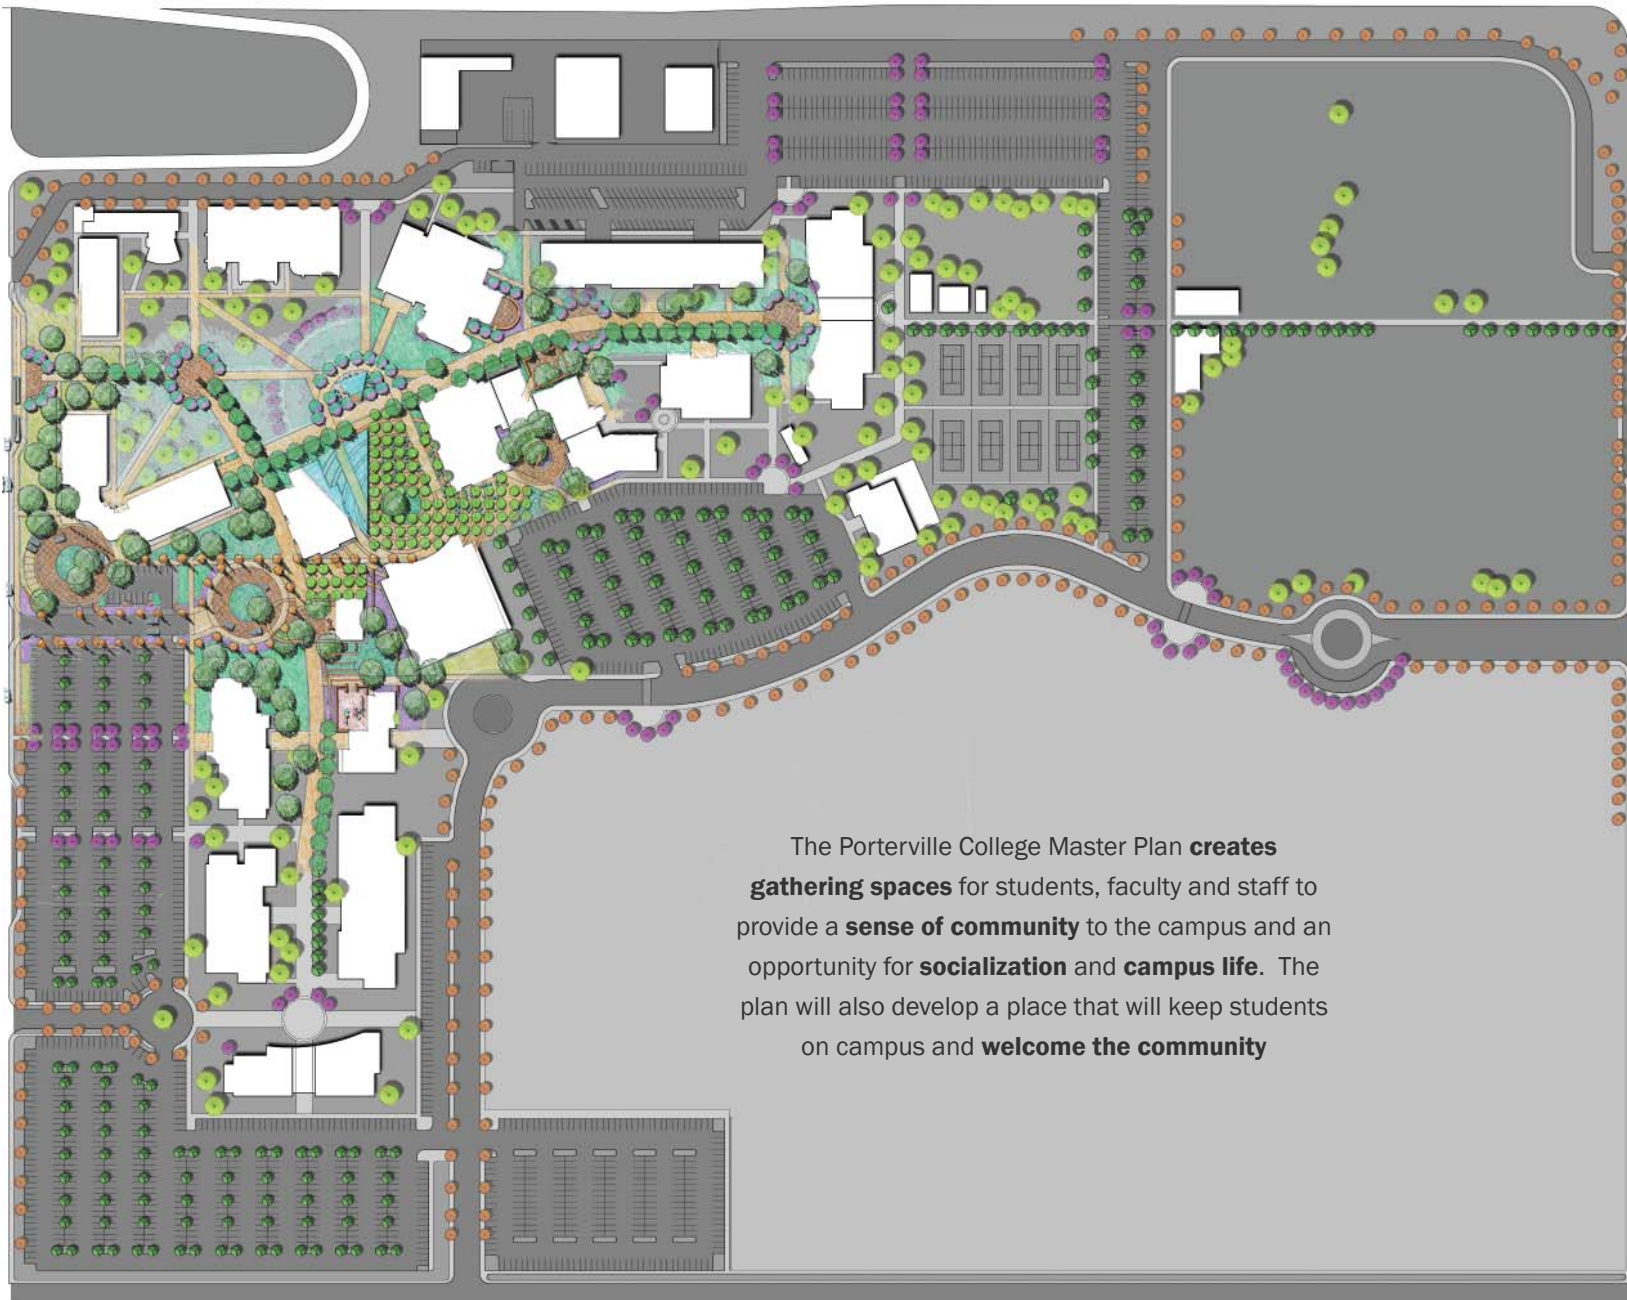 The Porterville College Master Plan creates
gathering spaces for students, faculty and staff to
provide a sense of community to the campus and an
opportunity for socialization and campus life.  The
plan will also develop a place that will keep students
on campus and welcome the community